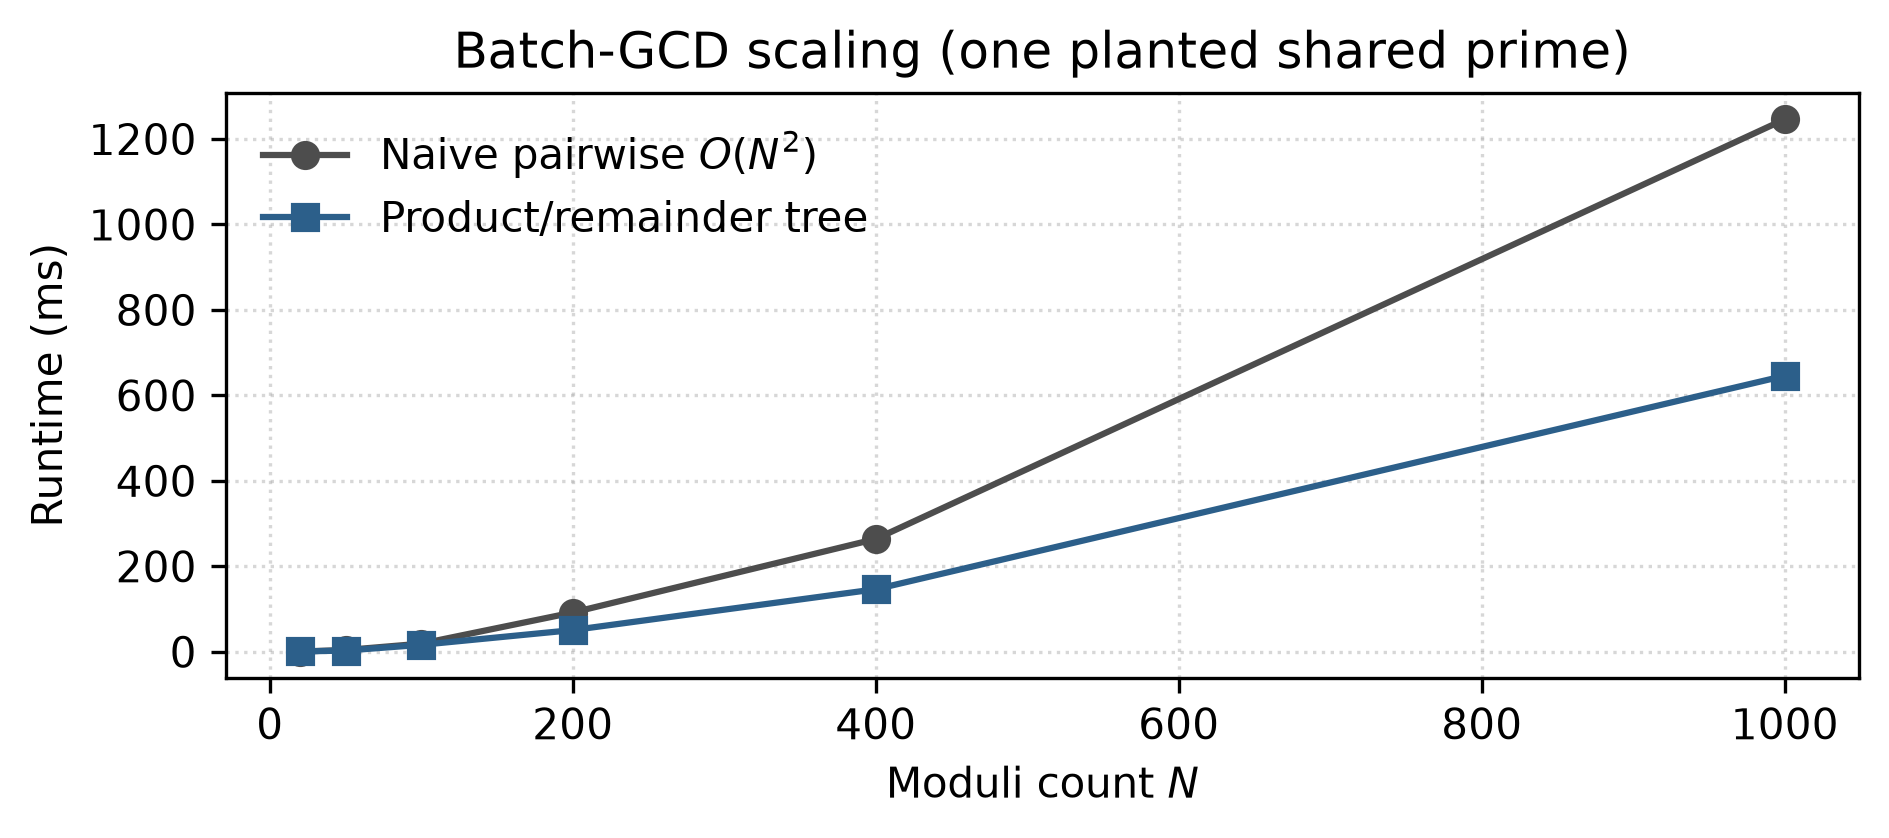 Batch-GCD scaling (one planted shared prime)
Naive pairwise O(N²)
Product/remainder tree
Runtime (ms)
1200
1000
800
600
400
200
0
0 200 400 600 800 1000
Moduli count N